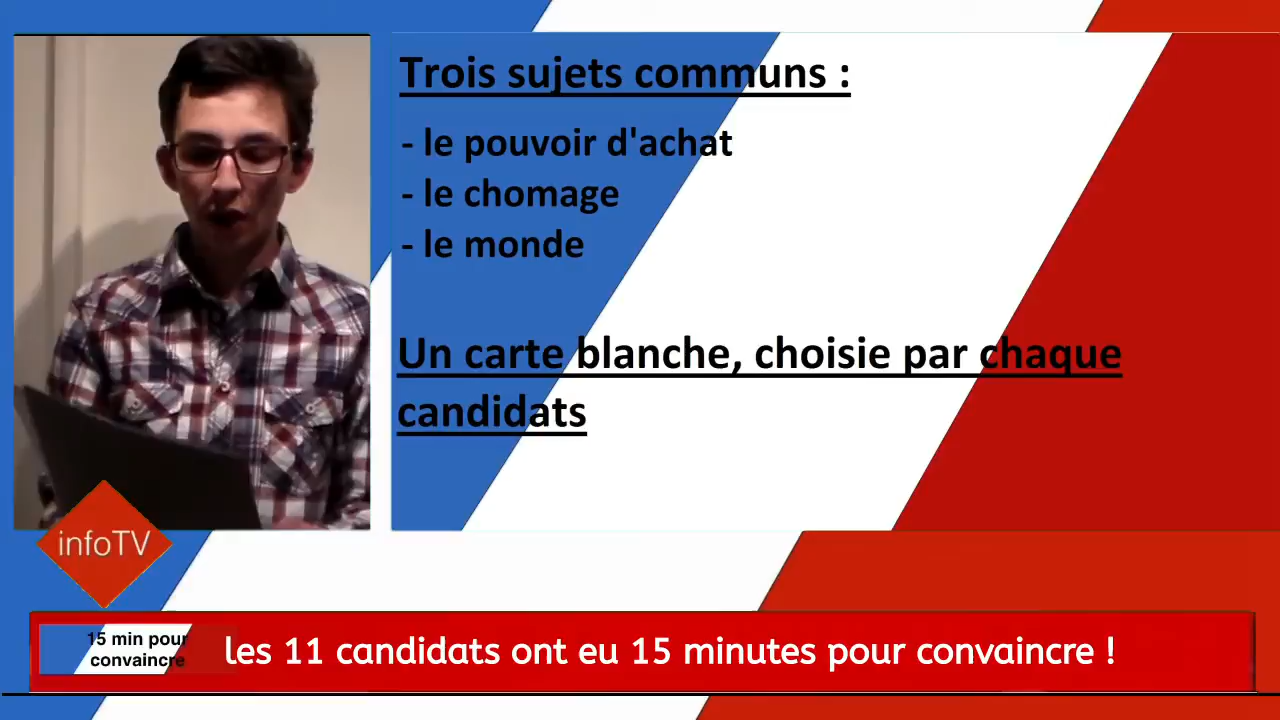 Trois sujets communs :
- le pouvoir d'achat
- le chomage
- le monde
Un carte blanche, choisie par chaque
candidats
infoTV
15 min pour
convaincre
les 11 candidats ont eu 15 minutes pour convaincre !